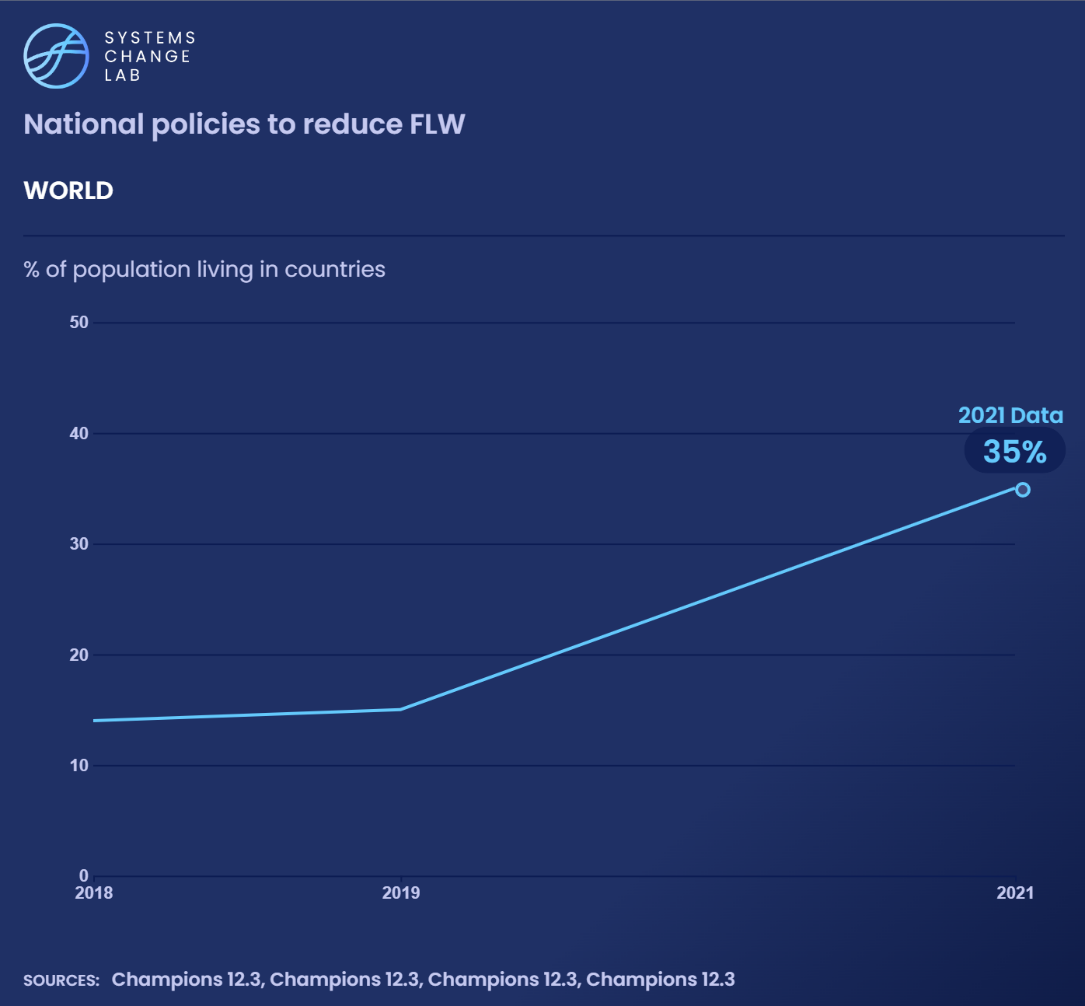 SYSTEMS
CHANGE
LAB
National policies to reduce FLW
WORLD
% of population living in countries
50
2021 Data
40
35%
30
20
10
0
2018 2019 2021
SOURCES: Champions 12.3, Champions 12.3, Champions 12.3, Champions 12.3